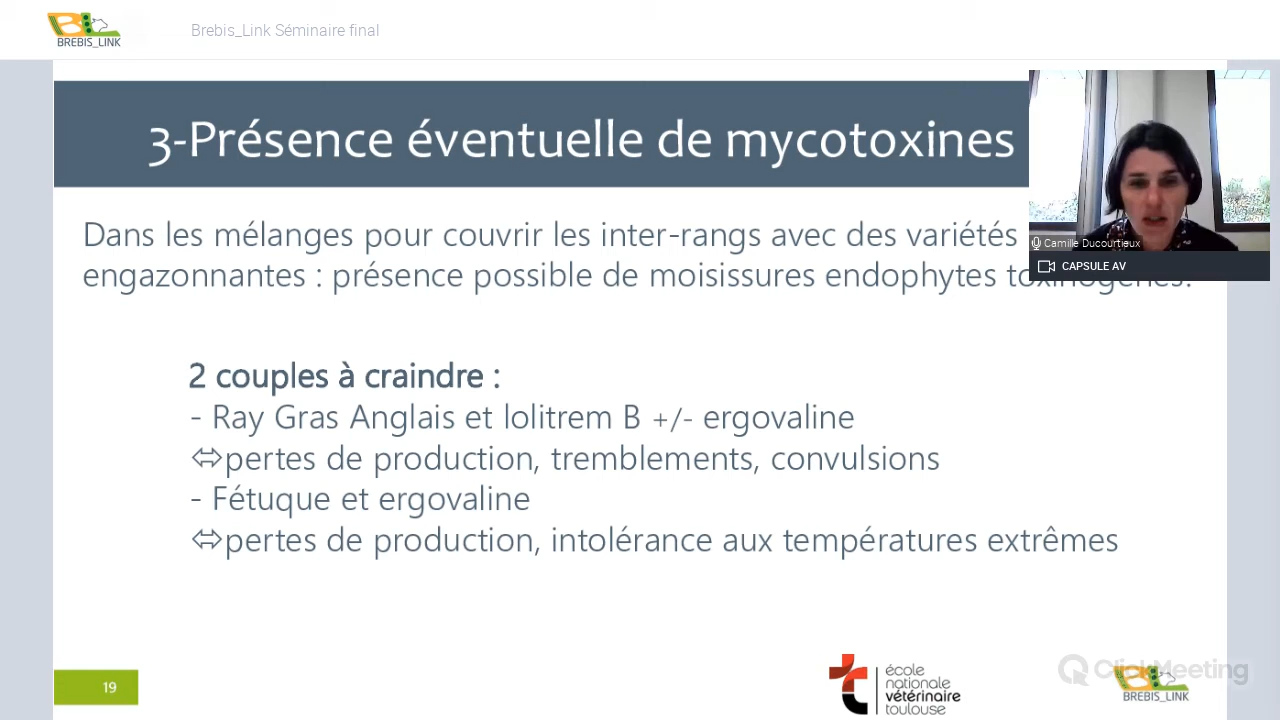 BREBIS_LINK
Brebis_Link Séminaire final
3-Présence éventuelle de mycotoxines
Camille Ducourtieux
CAPSULE AV
Dans les mélanges pour couvrir les inter-rangs avec des variétés
engazonnantes : présence possible de moisissures endophytes toxinogènes.
2 couples à craindre :
- Ray Gras Anglais et lolitrem B +/- ergovaline
⬄pertes de production, tremblements, convulsions
- Fétuque et ergovaline
⬄pertes de production, intolérance aux températures extrêmes
19
école
nationale
vétérinaire
toulouse
ClickMeeting
BREBIS_LINK